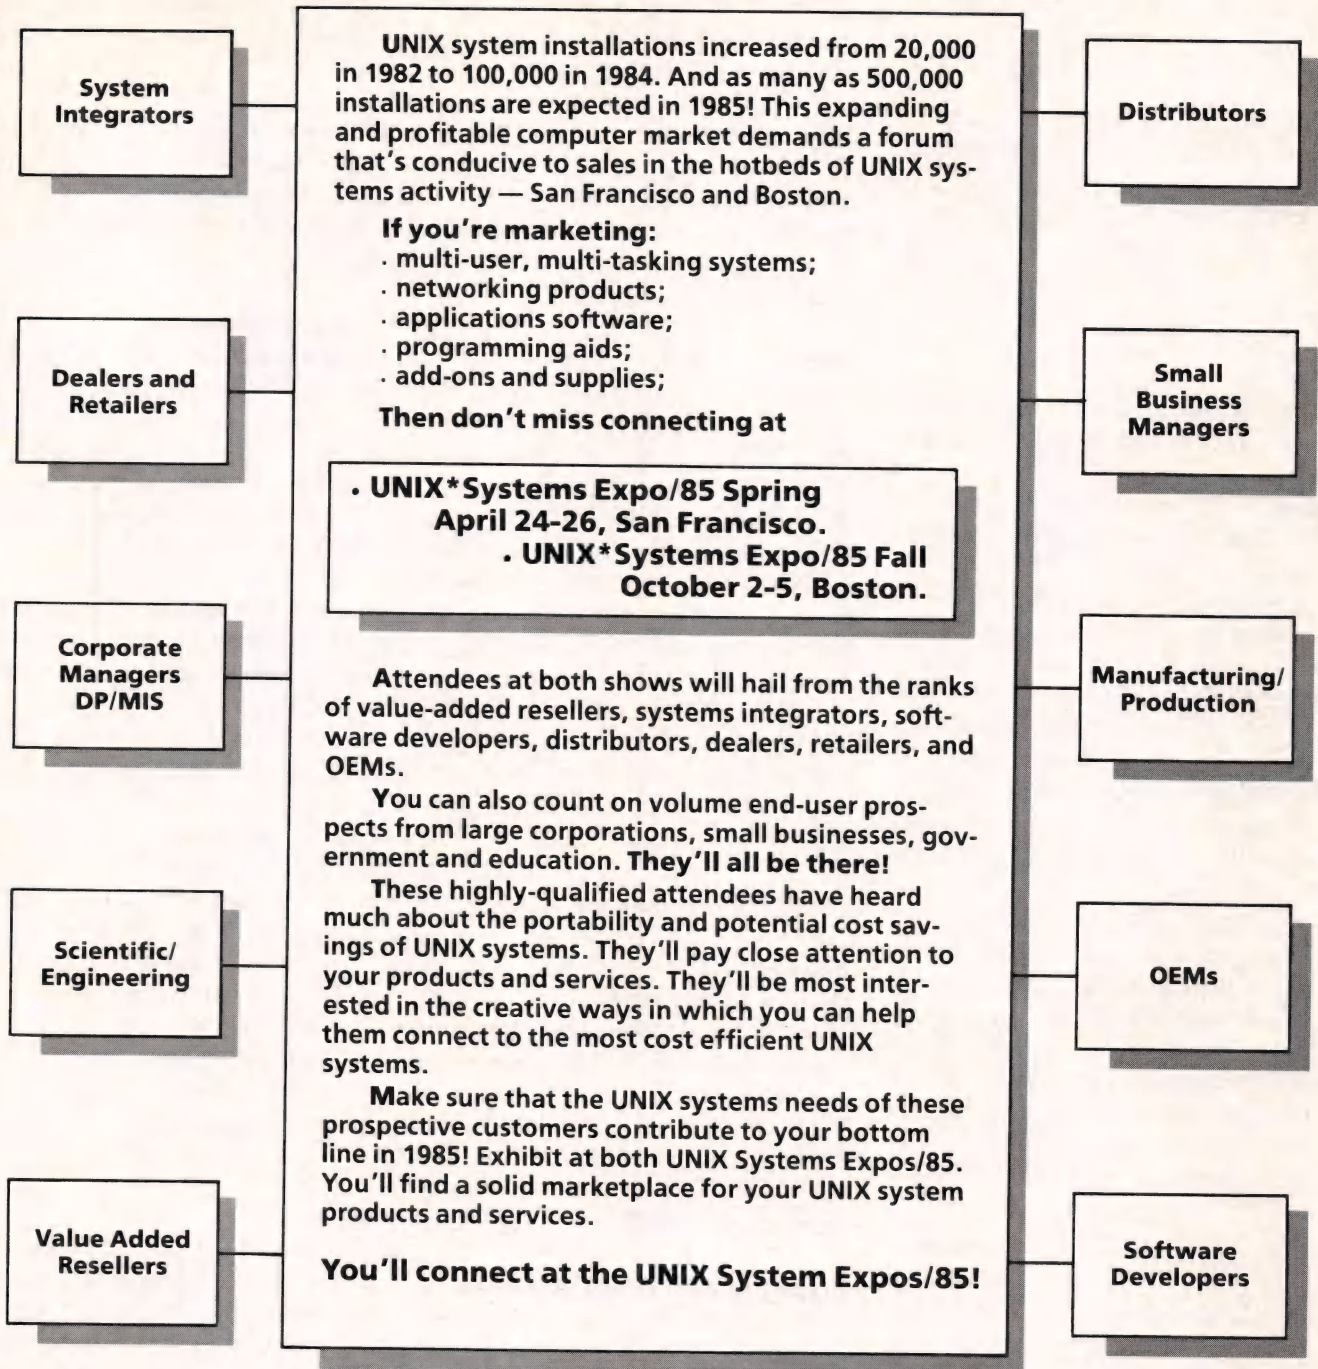 System
Integrators
Dealers and
Retailers
Corporate
Managers
DP/MIS
Scientific/
Engineering
Value Added
Resellers
UNIX system installations increased from 20,000
in 1982 to 100,000 in 1984. And as many as 500,000
installations are expected in 1985! This expanding
and profitable computer market demands a forum
that's conducive to sales in the hotbeds of UNIX sys-
tems activity — San Francisco and Boston.
If you're marketing:
· multi-user, multi-tasking systems;
· networking products;
· applications software;
· programming aids;
· add-ons and supplies;
Then don't miss connecting at
· UNIX*Systems Expo/85 Spring
April 24-26, San Francisco.
· UNIX*Systems Expo/85 Fall
October 2-5, Boston.
Attendees at both shows will hail from the ranks
of value-added resellers, systems integrators, soft-
ware developers, distributors, dealers, retailers, and
OEMs.
You can also count on volume end-user pros-
pects from large corporations, small businesses, gov-
ernment and education. They'll all be there!
These highly-qualified attendees have heard
much about the portability and potential cost sav-
ings of UNIX systems. They'll pay close attention to
your products and services. They'll be most inter-
ested in the creative ways in which you can help
them connect to the most cost efficient UNIX
systems.
Make sure that the UNIX systems needs of these
prospective customers contribute to your bottom
line in 1985! Exhibit at both UNIX Systems Expos/85.
You'll find a solid marketplace for your UNIX system
products and services.
You'll connect at the UNIX System Expos/85!
Distributors
Small
Business
Managers
Manufacturing/
Production
OEMs
Software
Developers